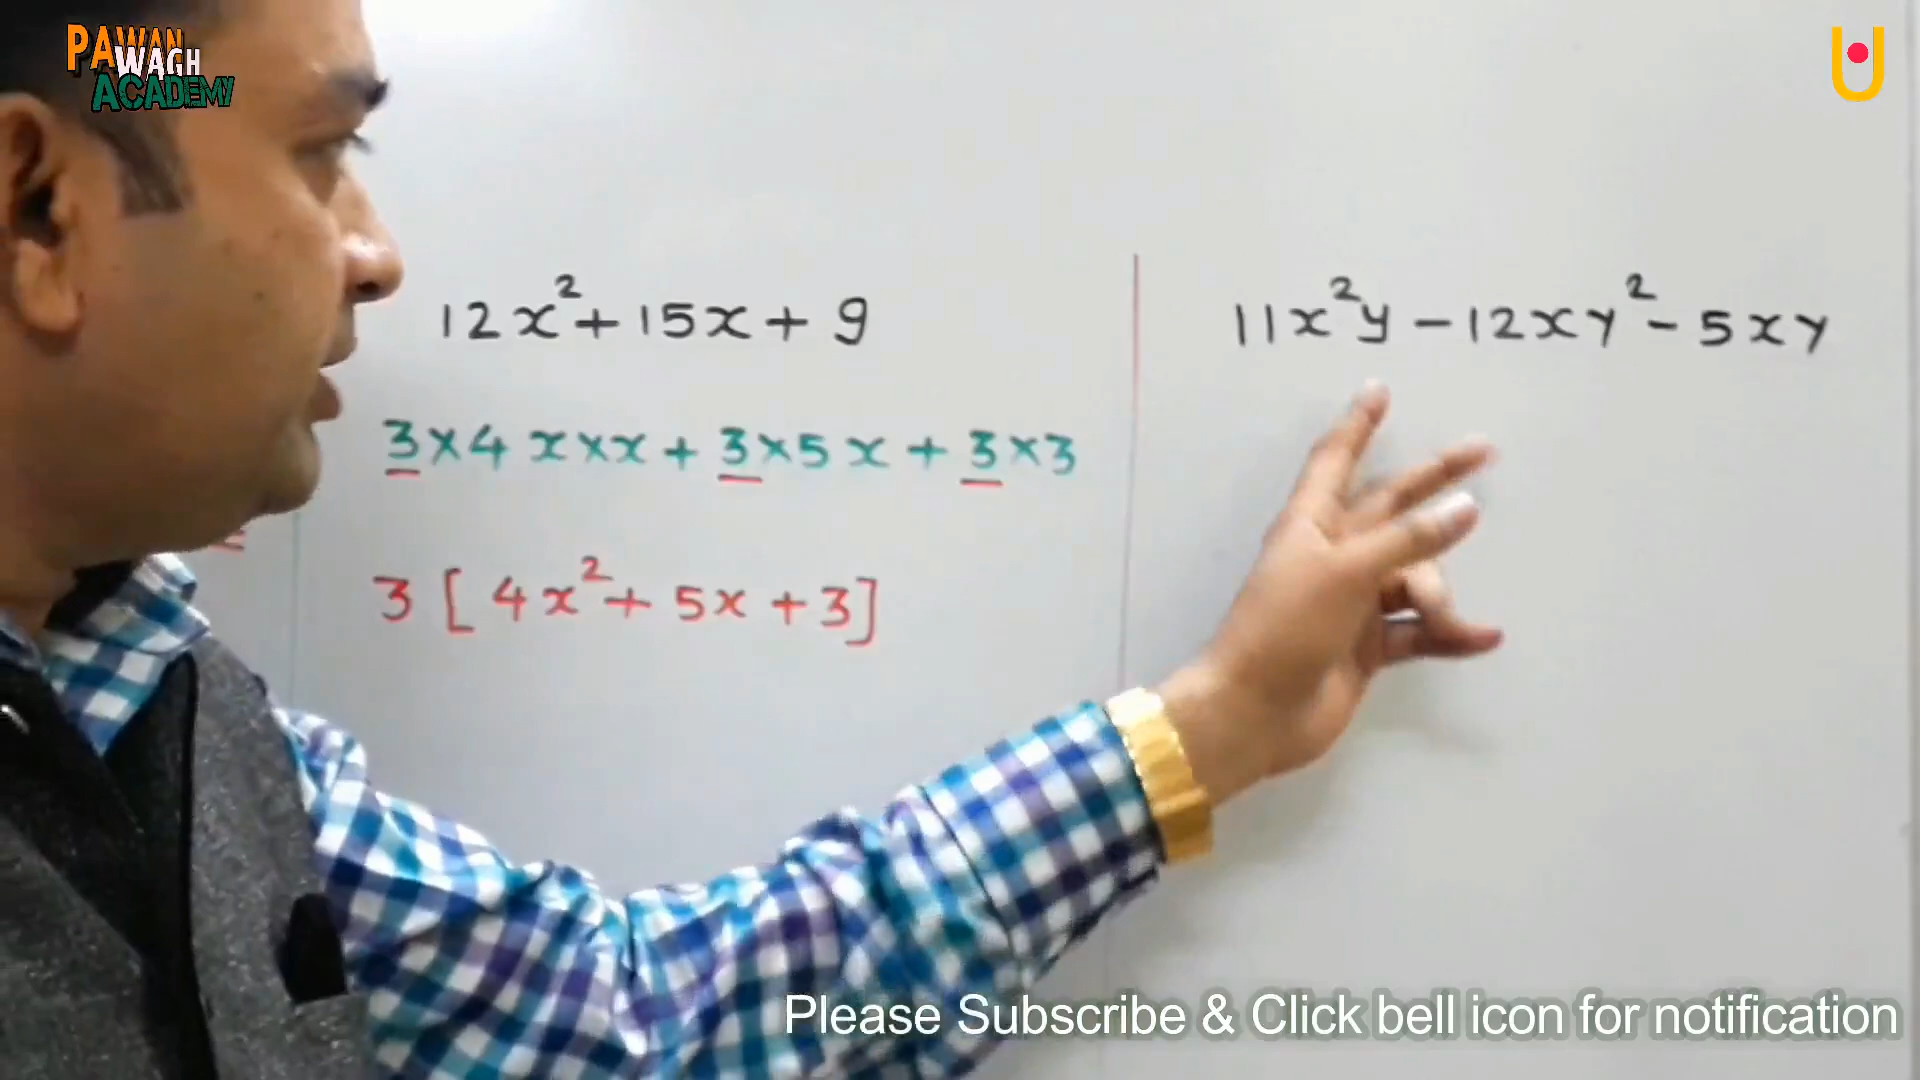 PAWAN
WAGH
ACADEMY
12x²+15x+9
3×4 x×x+3×5x+3×3
3[4x²+5x+3]
11x²y-12xy²-5xy
Please Subscribe & Click bell icon for notification